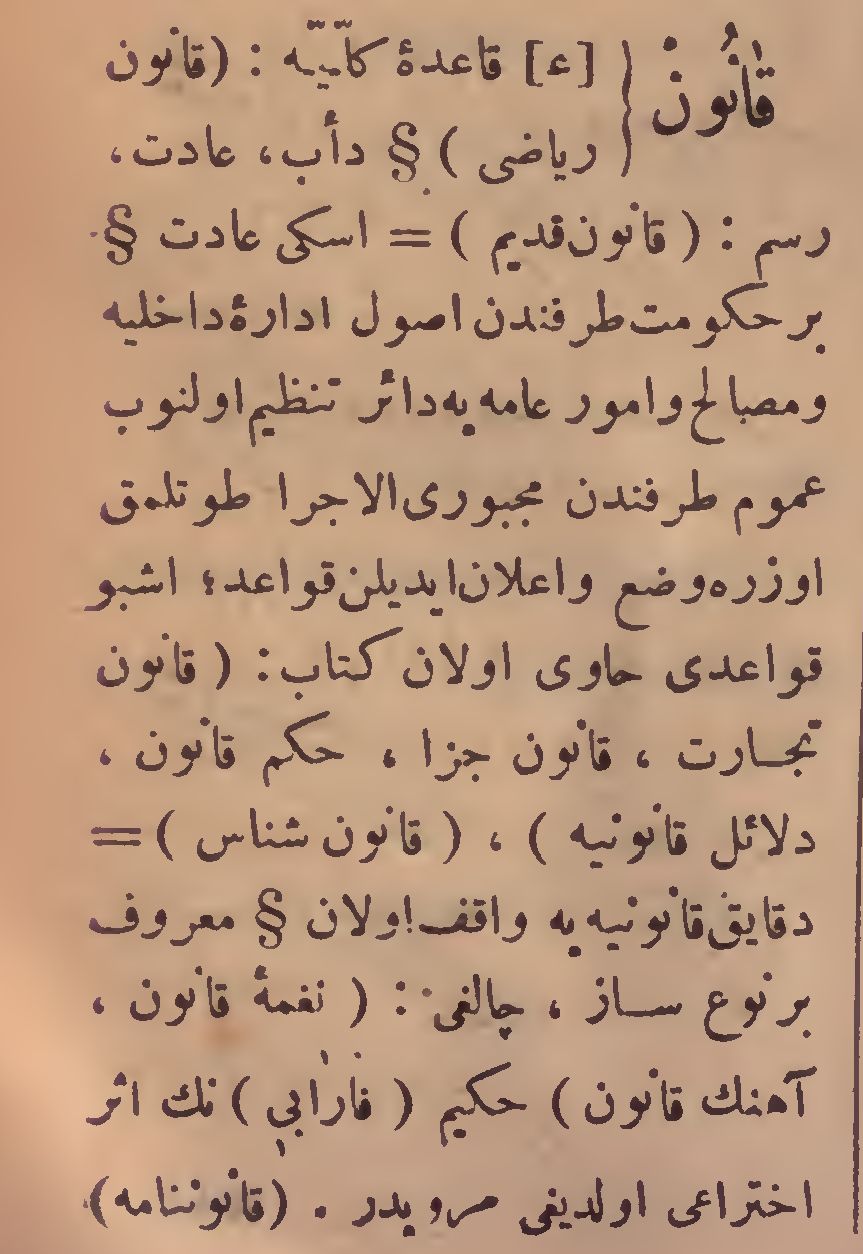 قَانُونْ { [ع] قاعدهٔ كلّيّه : (قانون
رياضى ) § دأب، عادت،
رسم : ( قانون قديم ) = اسكى عادت §
بر حكومت طرفندن اصول ادارهٔ داخليه
ومصالح وامور عامه يه دائر تنظيم اولنوب
عموم طرفندن مجبورى الاجرا طوتلمق
اوزره وضع واعلان ايديلن قواعد؛ اشبو
قواعدى حاوى اولان كتاب: ( قانون
تجارت ، قانون جزا ، حكم قانون ،
دلائل قانونيه ) ، ( قانون شناس ) =
دقايق قانونيه يه واقف اولان § معروف
بر نوع ساز ، چالغى : ( نغمهٔ قانون ،
آهنك قانون ) حكيم ( فارابى ) نك اثر
اختراعى اولديغى مرويدر . (قانوننامه)